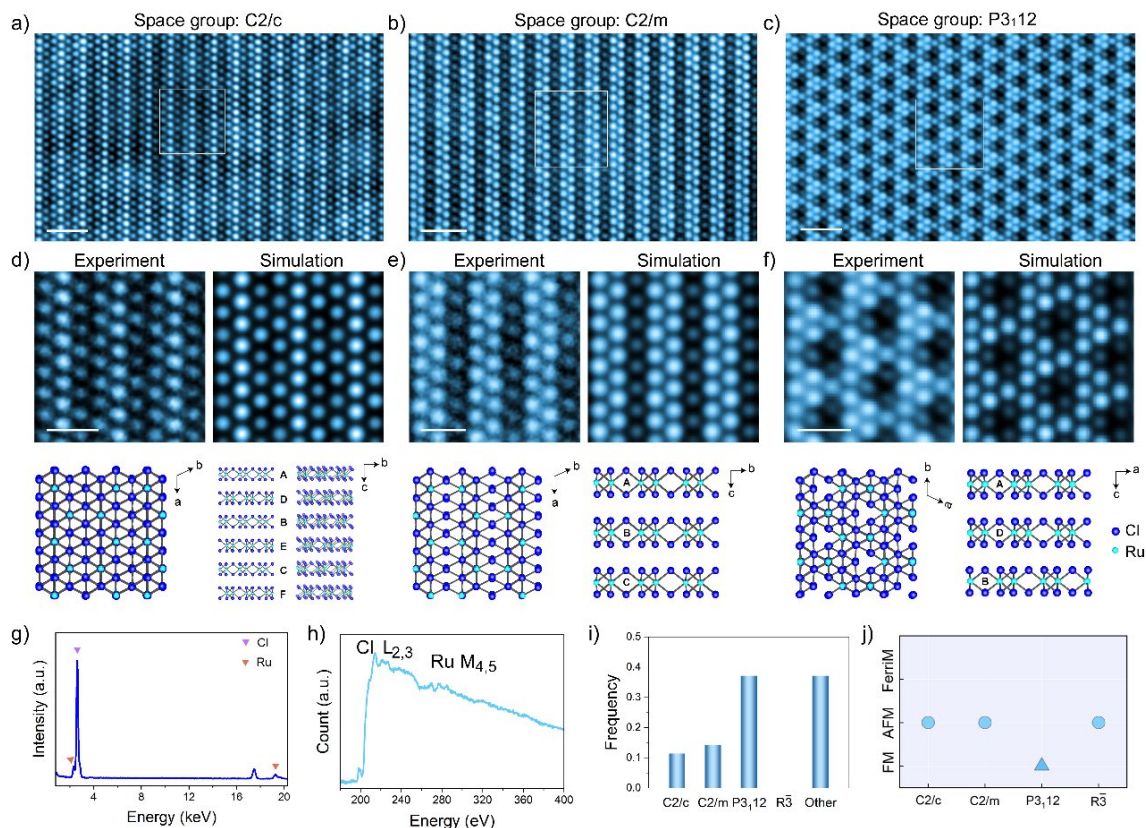 a) Space group: C2/c
b) Space group: C2/m
c) Space group: P3₁12
d) Experiment Simulation
e) Experiment Simulation
f) Experiment Simulation
b
a
A
D
B
E
C
F
b
c
b
a
A
B
C
b
c
b
a
A
D
B
a
c
Cl
Ru
g)
Intensity (a.u.)
Cl
Ru
4 8 12 16 20
Energy (keV)
h)
Count (a.u.)
Cl L₂,₃
Ru M₄,₅
200 240 280 320 360 400
Energy (eV)
i)
Frequency
0.5
0.4
0.3
0.2
0.1
0.0
C2/c C2/m P3₁12 R3̅ Other
j)
FerriM
AFM
FM
C2/c C2/m P3₁12 R3̅